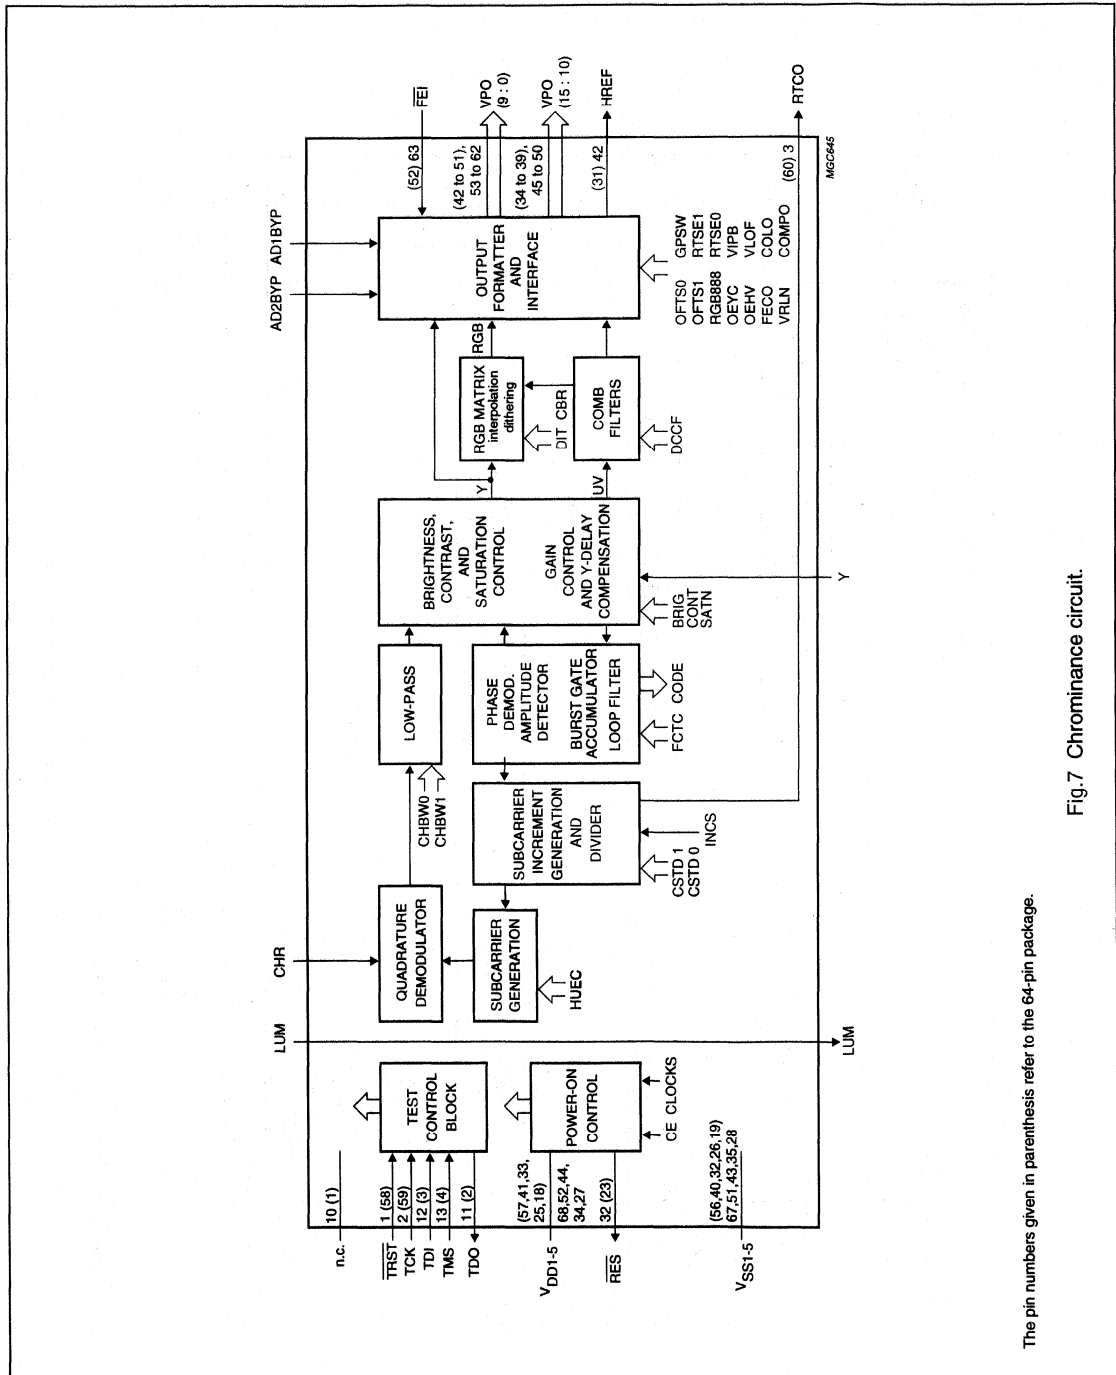 AD2BYP AD1BYP
CHR
LUM
n.c.
10 (1)
TRST
1 (58)
TCK
2 (59)
TDI
12 (3)
TMS
13 (4)
TDO
11 (2)
TEST
CONTROL
BLOCK
VDD1-5
(57,41,33,
25,18)
68,52,44,
34,27
RES
32 (23)
POWER-ON
CONTROL
CE CLOCKS
VSS1-5
(56,40,32,26,19)
67,51,43,35,28
LUM
QUADRATURE
DEMODULATOR
SUBCARRIER
GENERATION
HUEC
LOW-PASS
CHBW0
CHBW1
SUBCARRIER
INCREMENT
GENERATION
AND
DIVIDER
CSTD 1
CSTD 0
INCS
PHASE
DEMOD.
AMPLITUDE
DETECTOR
BURST GATE
ACCUMULATOR
LOOP FILTER
FCTC CODE
BRIGHTNESS,
CONTRAST,
AND
SATURATION
CONTROL
GAIN
CONTROL
AND Y-DELAY
COMPENSATION
BRIG
CONT
SATN
Y
Y
UV
RGB MATRIX
interpolation
dithering
RGB
DIT CBR
COMB
FILTERS
DCCF
OUTPUT
FORMATTER
AND
INTERFACE
OFTS0 GPSW
OFTS1 RTSE1
RGB888 RTSE0
OEYC VIPB
OEHV VLOF
FECO COLO
VRLN COMPO
(52) 63
FEI
(42 to 51),
53 to 62
VPO
(9 : 0)
(34 to 39),
45 to 50
VPO
(15 : 10)
(31) 42
HREF
(60) 3
RTCO
MGC645
The pin numbers given in parenthesis refer to the 64-pin package.
Fig.7 Chrominance circuit.